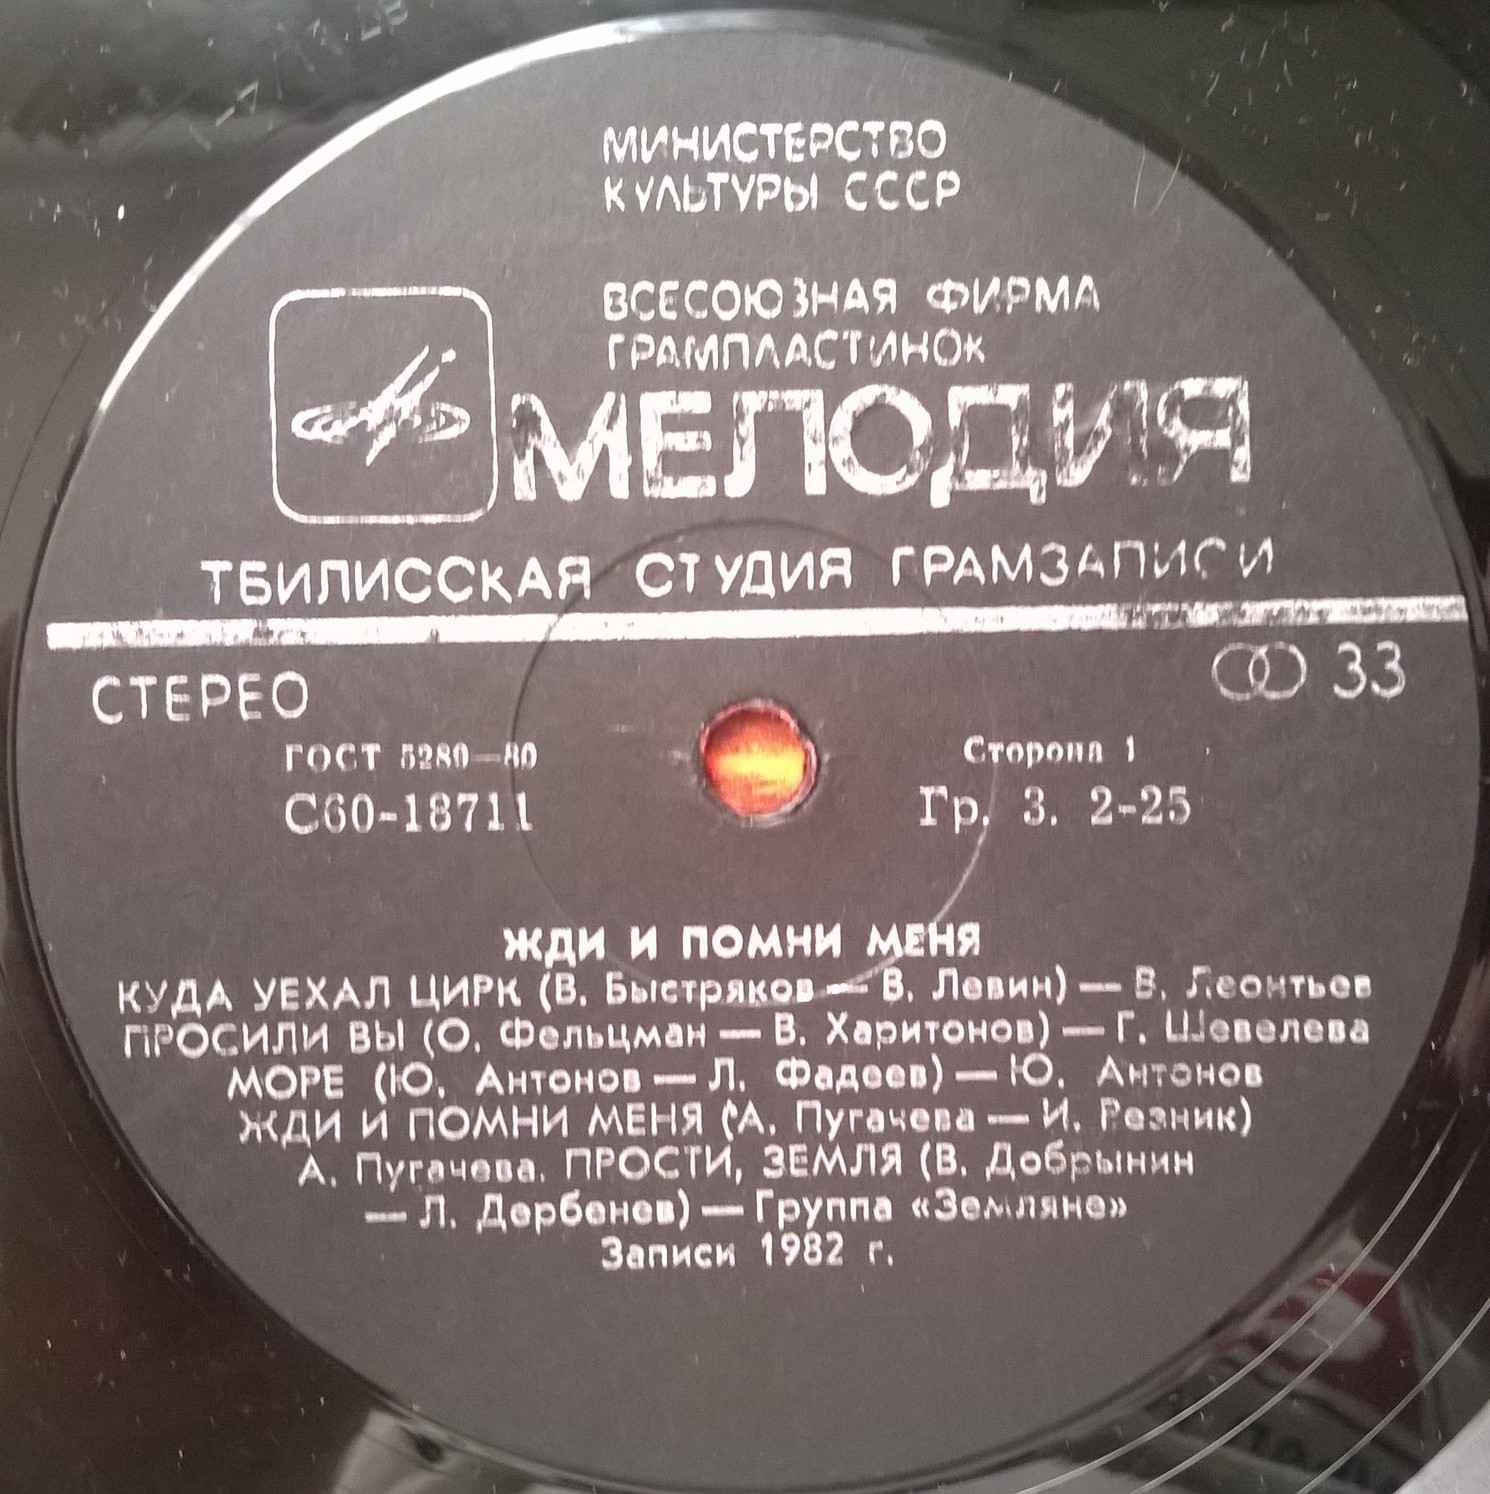 МИНИСТЕРСТВО
КУЛЬТУРЫ СССР
ВСЕСОЮЗНАЯ ФИРМА
ГРАМПЛАСТИНОК
МЕЛОДИЯ
ТБИЛИССКАЯ СТУДИЯ ГРАМЗАПИСИ
СТЕРЕО
33
ГОСТ 5289—80
Сторона 1
С60-18711
Гр. 3. 2-25
ЖДИ И ПОМНИ МЕНЯ
КУДА УЕХАЛ ЦИРК (В. Быстряков — В. Левин) — В. Леонтьев
ПРОСИЛИ ВЫ (О. Фельцман — В. Харитонов) — Г. Шевелева
МОРЕ (Ю. Антонов — Л. Фадеев) — Ю. Антонов
ЖДИ И ПОМНИ МЕНЯ (А. Пугачева — И. Резник)
А. Пугачева. ПРОСТИ, ЗЕМЛЯ (В. Добрынин
— Л. Дербенев) — Группа «Земляне»
Записи 1982 г.